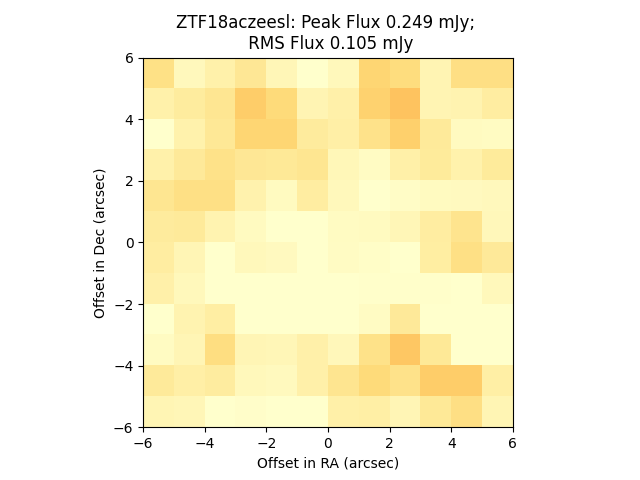 ZTF18aczeesl: Peak Flux 0.249 mJy;
RMS Flux 0.105 mJy
6
4
2
0
−2
−4
−6
Offset in Dec (arcsec)
−6 −4 −2 0 2 4 6
Offset in RA (arcsec)